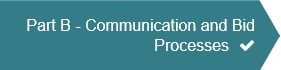 Part B - Communication and Bid
Processes ✔